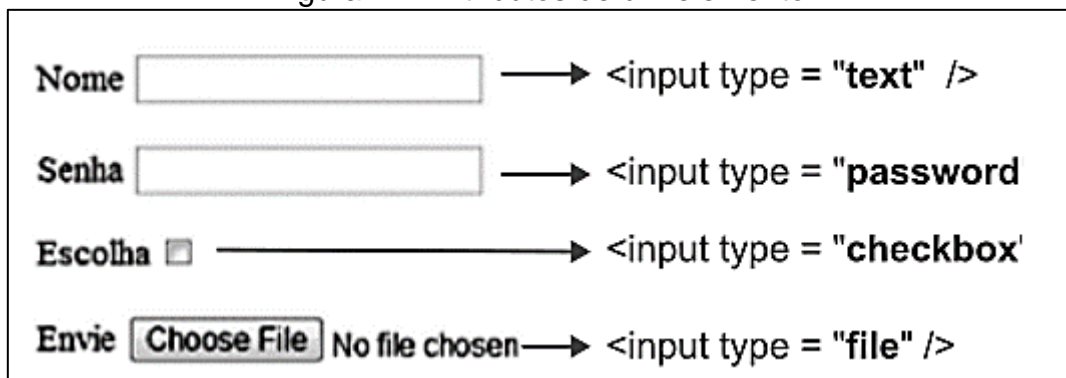 Nome <input type = "text" />
Senha <input type = "password
Escolha <input type = "checkbox'
Envie Choose File No file chosen <input type = "file" />